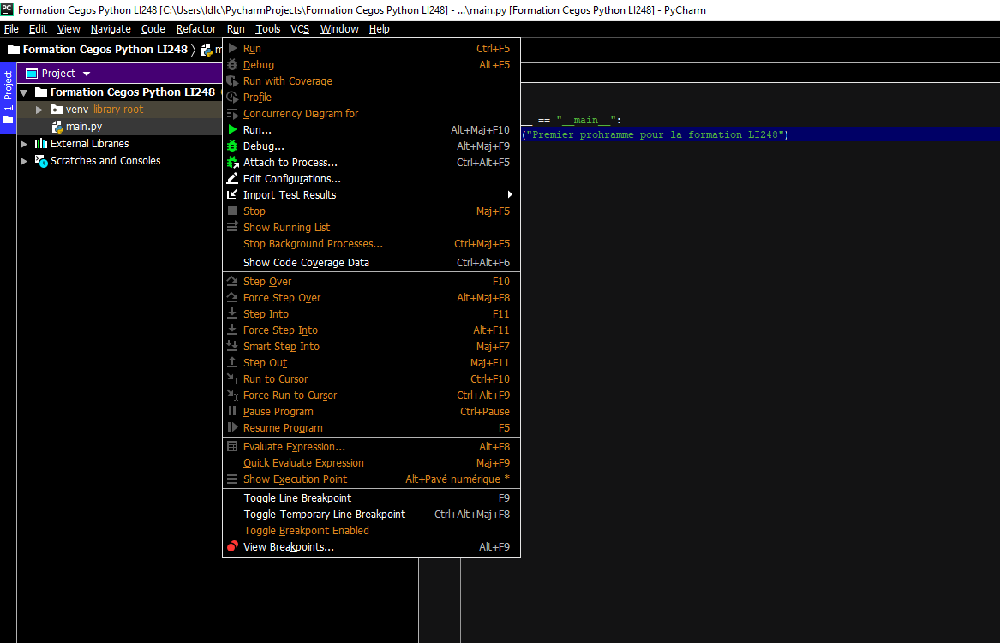 PC Formation Cegos Python LI248 [C:\Users\ldlc\PycharmProjects\Formation Cegos Python LI248] - ...\main.py [Formation Cegos Python LI248] - PyCharm
File Edit View Navigate Code Refactor Run Tools VCS Window Help
Formation Cegos Python LI248 m
1: Project
Project
Formation Cegos Python LI248
venv library root
main.py
External Libraries
Scratches and Consoles
Run Ctrl+F5
Debug Alt+F5
Run with Coverage
Profile
Concurrency Diagram for
Run... Alt+Maj+F10
Debug... Alt+Maj+F9
Attach to Process... Ctrl+Alt+F5
Edit Configurations...
Import Test Results
Stop Maj+F5
Show Running List
Stop Background Processes... Ctrl+Maj+F5
Show Code Coverage Data Ctrl+Alt+F6
Step Over F10
Force Step Over Alt+Maj+F8
Step Into F11
Force Step Into Alt+F11
Smart Step Into Maj+F7
Step Out Maj+F11
Run to Cursor Ctrl+F10
Force Run to Cursor Ctrl+Alt+F9
Pause Program Ctrl+Pause
Resume Program F5
Evaluate Expression... Alt+F8
Quick Evaluate Expression Maj+F9
Show Execution Point Alt+Pavé numérique *
Toggle Line Breakpoint F9
Toggle Temporary Line Breakpoint Ctrl+Alt+Maj+F8
Toggle Breakpoint Enabled
View Breakpoints... Alt+F9
__ == "__main__":
("Premier prohramme pour la formation LI248")